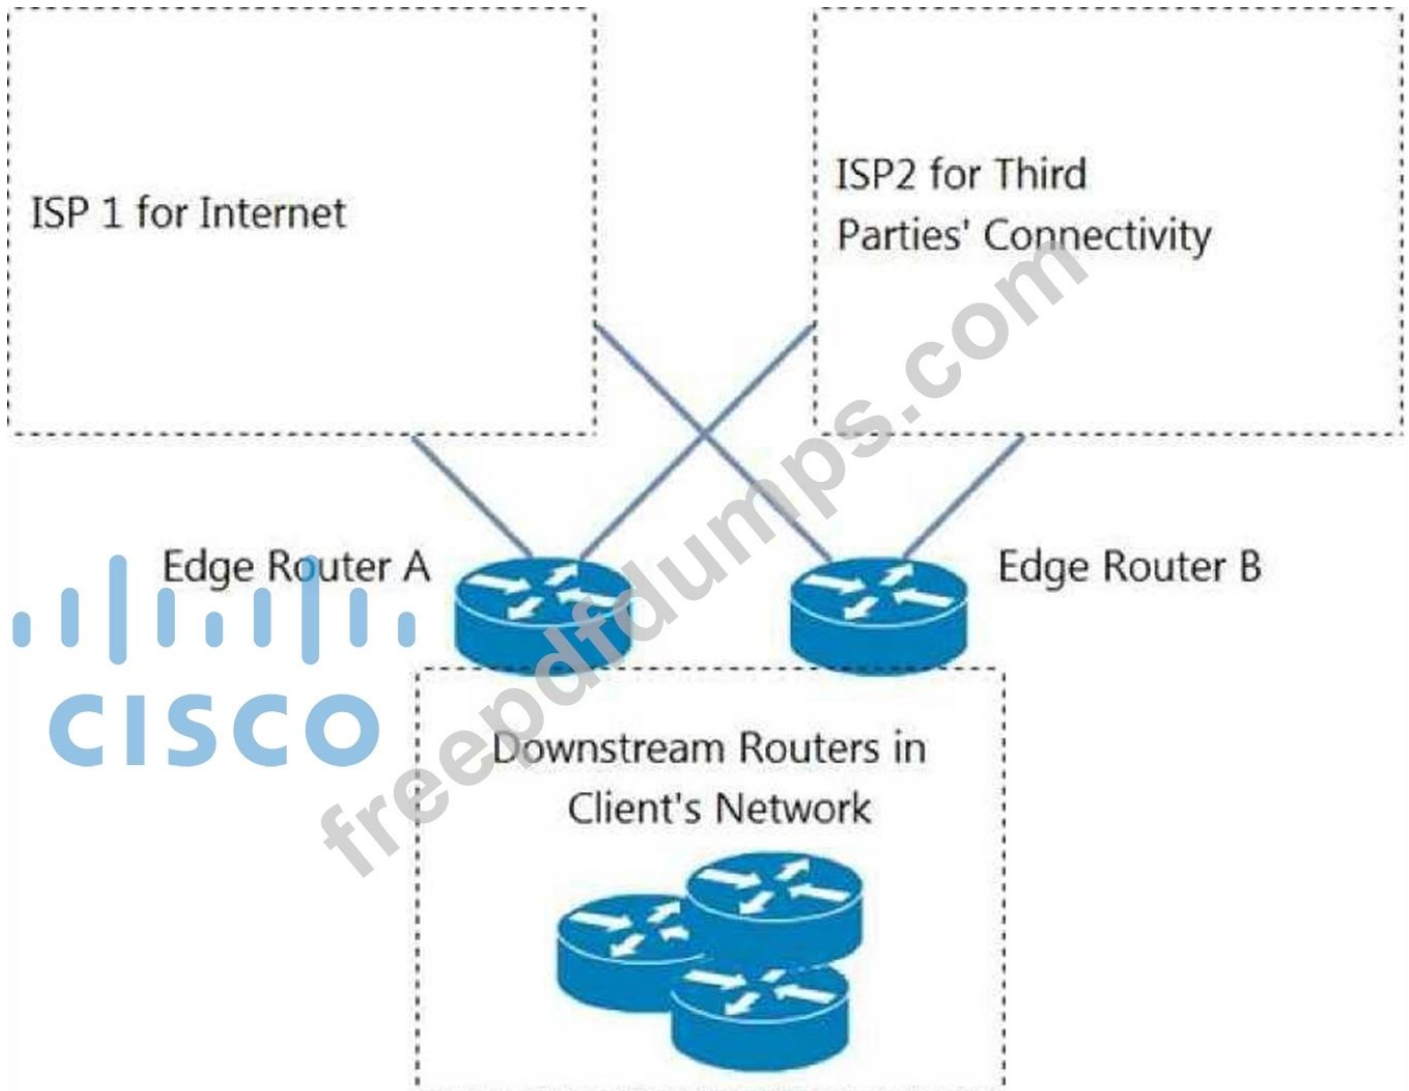 ISP 1 for Internet
ISP2 for Third
Parties' Connectivity
Edge Router A
Edge Router B
CISCO
Downstream Routers in
Client's Network
freepdfdumps.com